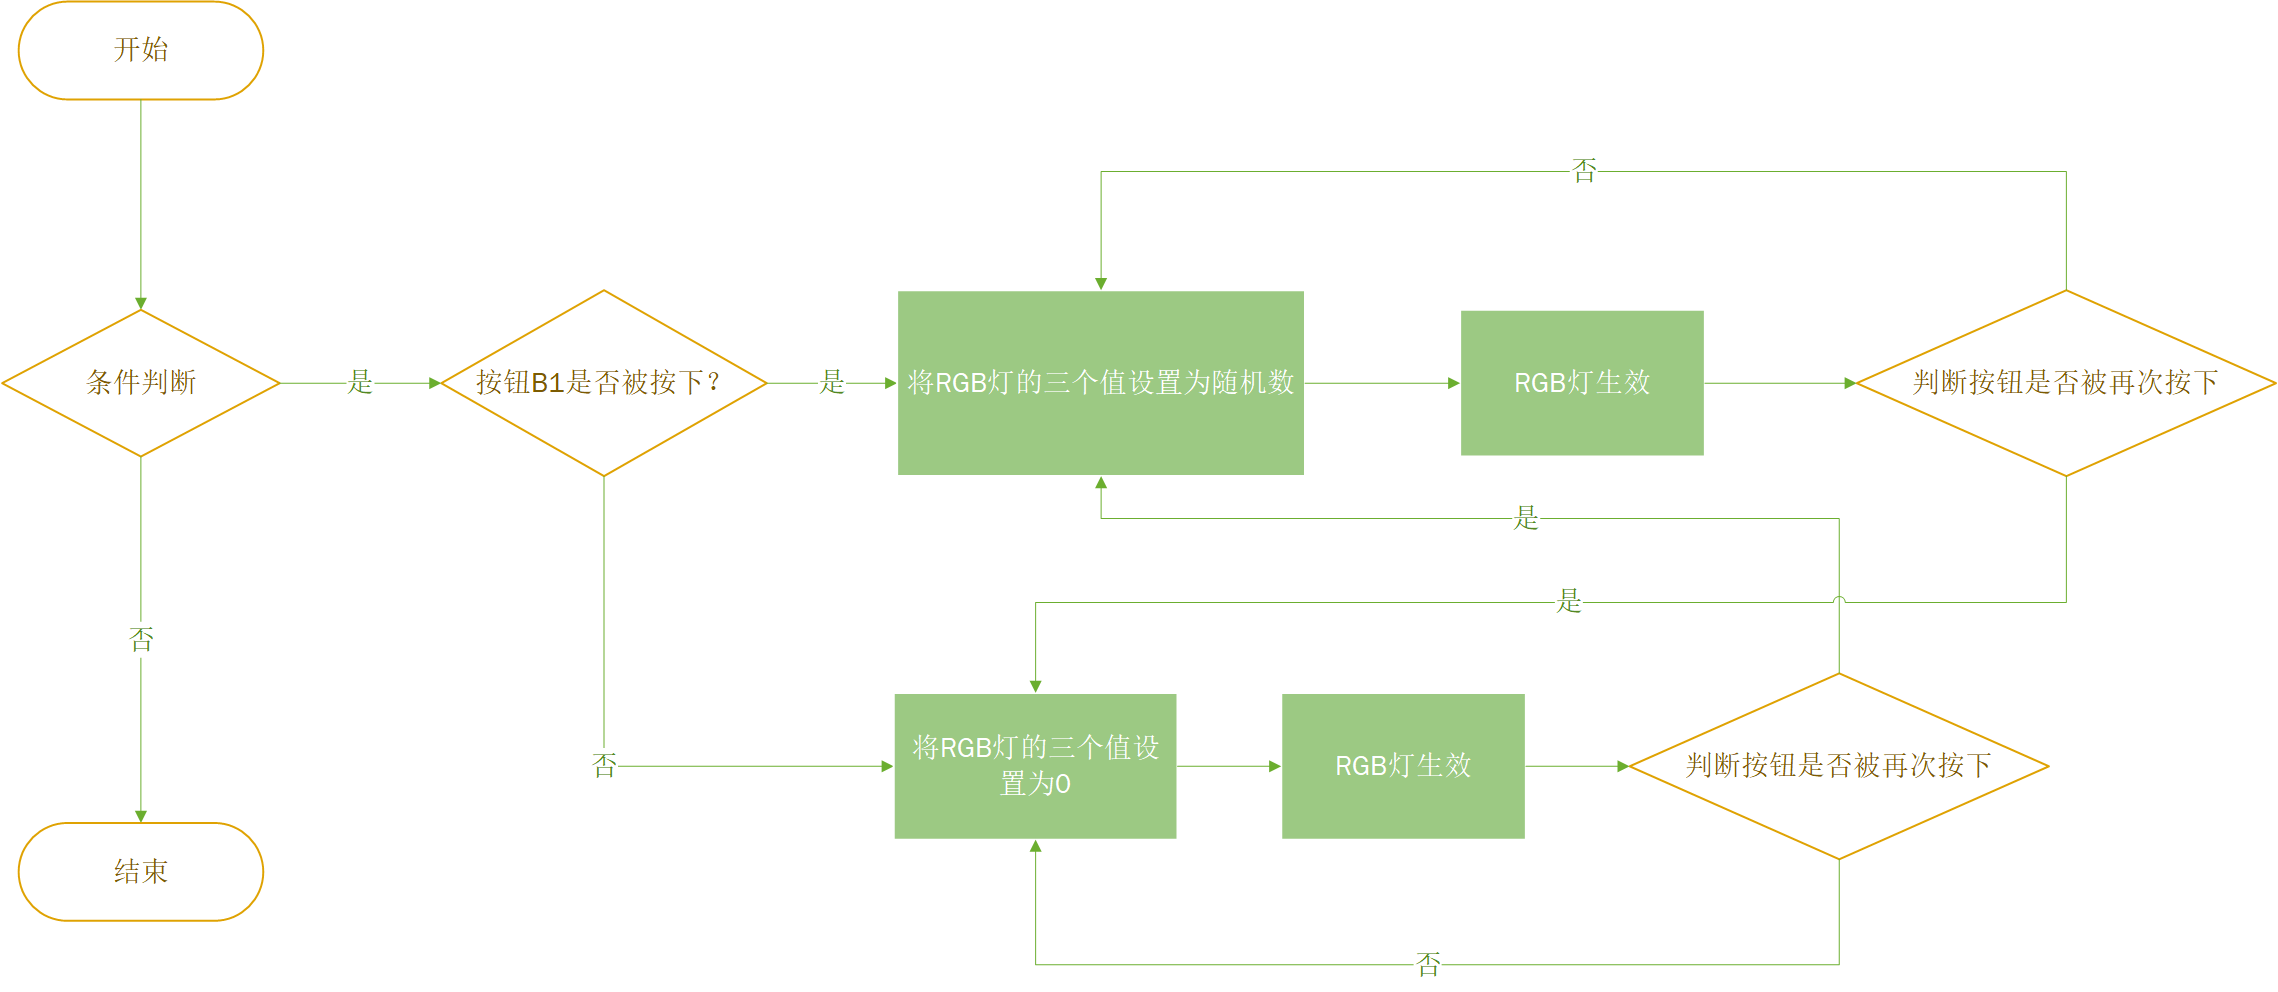 开始
否
条件判断
是
按钮B1是否被按下？
是
将RGB灯的三个值设置为随机数
RGB灯生效
判断按钮是否被再次按下
是
是
否
否
将RGB灯的三个值设
置为0
RGB灯生效
判断按钮是否被再次按下
结束
否